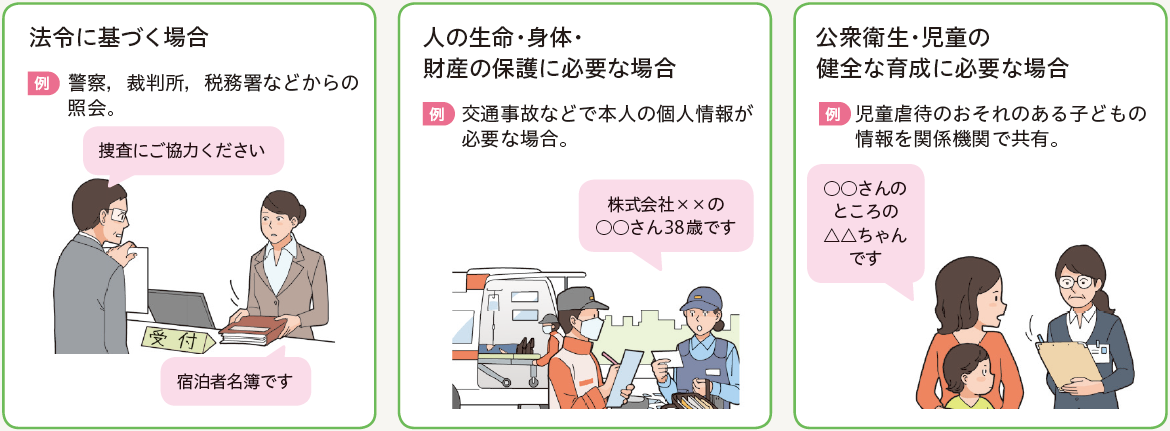 法令に基づく場合
例 警察，裁判所，税務署などからの
照会。
捜査にご協力ください
受付
宿泊者名簿です
人の生命・身体・
財産の保護に必要な場合
例 交通事故などで本人の個人情報が
必要な場合。
株式会社××の
○○さん38歳です
公衆衛生・児童の
健全な育成に必要な場合
例 児童虐待のおそれのある子どもの
情報を関係機関で共有。
○○さんの
ところの
△△ちゃん
です